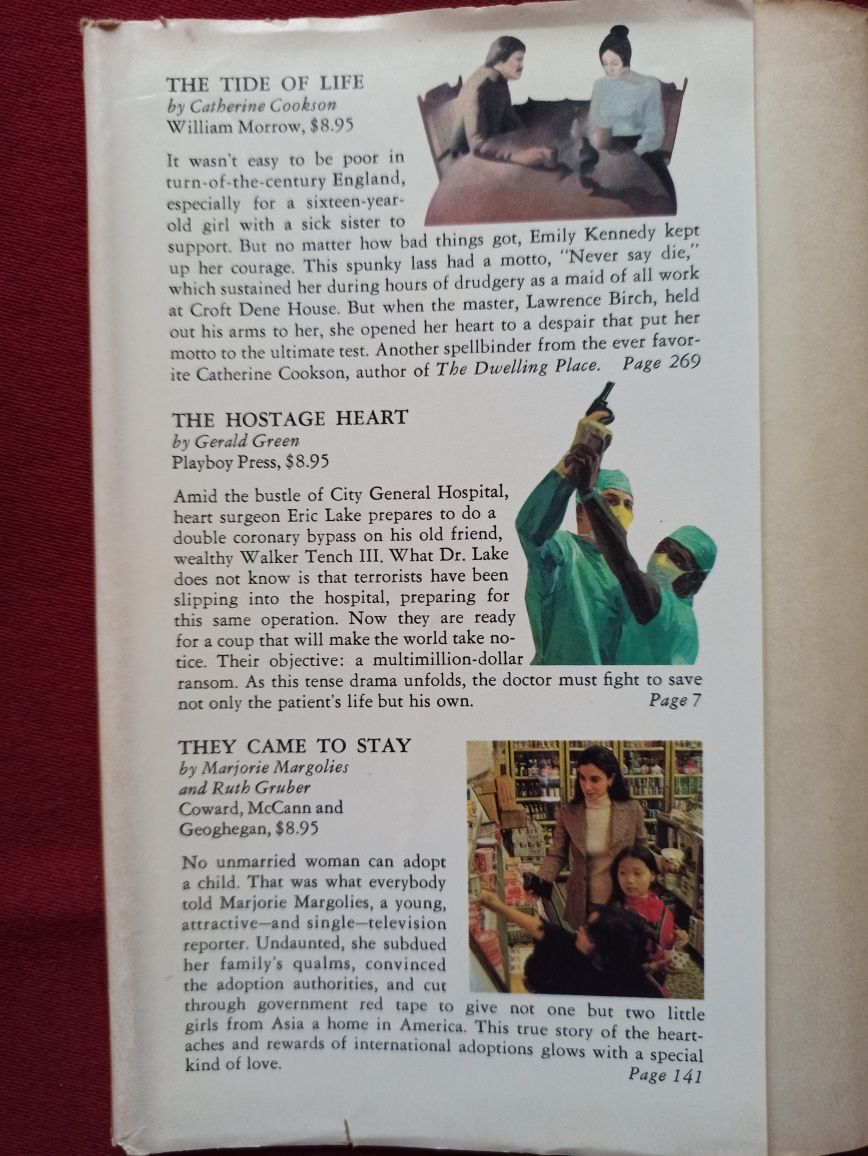 THE TIDE OF LIFE
by Catherine Cookson
William Morrow, $8.95
It wasn't easy to be poor in
turn-of-the-century England,
especially for a sixteen-year-
old girl with a sick sister to
support. But no matter how bad things got, Emily Kennedy kept
up her courage. This spunky lass had a motto, "Never say die,"
which sustained her during hours of drudgery as a maid of all work
at Croft Dene House. But when the master, Lawrence Birch, held
out his arms to her, she opened her heart to a despair that put her
motto to the ultimate test. Another spellbinder from the ever favor-
ite Catherine Cookson, author of The Dwelling Place. Page 269
THE HOSTAGE HEART
by Gerald Green
Playboy Press, $8.95
Amid the bustle of City General Hospital,
heart surgeon Eric Lake prepares to do a
double coronary bypass on his old friend,
wealthy Walker Tench III. What Dr. Lake
does not know is that terrorists have been
slipping into the hospital, preparing for
this same operation. Now they are ready
for a coup that will make the world take no-
tice. Their objective: a multimillion-dollar
ransom. As this tense drama unfolds, the doctor must fight to save
not only the patient's life but his own. Page 7
THEY CAME TO STAY
by Marjorie Margolies
and Ruth Gruber
Coward, McCann and
Geoghegan, $8.95
No unmarried woman can adopt
a child. That was what everybody
told Marjorie Margolies, a young,
attractive—and single—television
reporter. Undaunted, she subdued
her family's qualms, convinced
the adoption authorities, and cut
through government red tape to give not one but two little
girls from Asia a home in America. This true story of the heart-
aches and rewards of international adoptions glows with a special
kind of love. Page 141